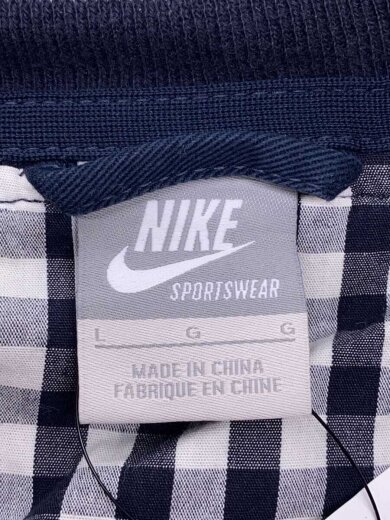 NIKE
SPORTSWEAR
L G G
MADE IN CHINA
FABRIQUE EN CHINE